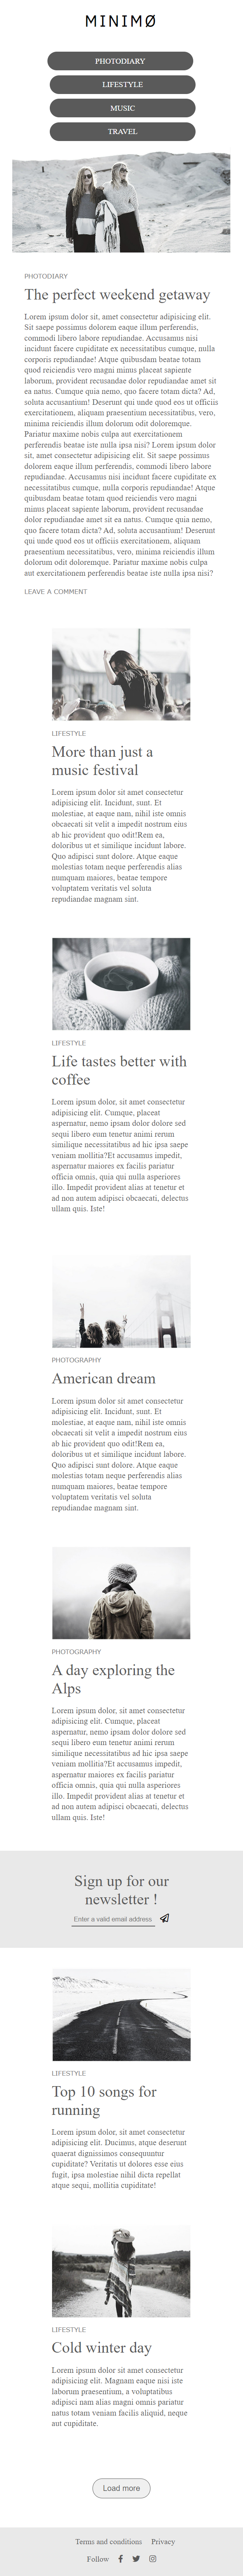 MINIMØ
PHOTODIARY
LIFESTYLE
MUSIC
TRAVEL
PHOTODIARY
The perfect weekend getaway
Lorem ipsum dolor sit, amet consectetur adipisicing elit.
Sit saepe possimus dolorem eaque illum perferendis,
commodi libero labore repudiandae. Accusamus nisi
incidunt facere cupiditate ex necessitatibus cumque, nulla
corporis repudiandae! Atque quibusdam beatae totam
quod reiciendis vero magni minus placeat sapiente
laborum, provident recusandae dolor repudiandae amet sit
ea natus. Cumque quia nemo, quo facere totam dicta? Ad,
soluta accusantium! Deserunt qui unde quod eos ut officiis
exercitationem, aliquam praesentium necessitatibus, vero,
minima reiciendis illum dolorum odit doloremque.
Pariatur maxime nobis culpa aut exercitationem
perferendis beatae iste nulla ipsa nisi? Lorem ipsum dolor
sit, amet consectetur adipisicing elit. Sit saepe possimus
dolorem eaque illum perferendis, commodi libero labore
repudiandae. Accusamus nisi incidunt facere cupiditate ex
necessitatibus cumque, nulla corporis repudiandae! Atque
quibusdam beatae totam quod reiciendis vero magni
minus placeat sapiente laborum, provident recusandae
dolor repudiandae amet sit ea natus. Cumque quia nemo,
quo facere totam dicta? Ad, soluta accusantium! Deserunt
qui unde quod eos ut officiis exercitationem, aliquam
praesentium necessitatibus, vero, minima reiciendis illum
dolorum odit doloremque. Pariatur maxime nobis culpa
aut exercitationem perferendis beatae iste nulla ipsa nisi?
LEAVE A COMMENT
LIFESTYLE
More than just a
music festival
Lorem ipsum dolor sit amet consectetur
adipisicing elit. Incidunt, sunt. Et
molestiae, at eaque nam, nihil iste omnis
obcaecati sit velit a impedit nostrum eius
ab hic provident quo odit!Rem ea,
doloribus ut et similique incidunt labore.
Quo adipisci sunt dolore. Atque eaque
molestias totam neque perferendis alias
numquam maiores, beatae tempore
voluptatem veritatis vel soluta
repudiandae magnam sint.
LIFESTYLE
Life tastes better with
coffee
Lorem ipsum dolor, sit amet consectetur
adipisicing elit. Cumque, placeat
aspernatur, nemo ipsam dolor dolore sed
sequi libero eum tenetur animi rerum
similique necessitatibus ad hic ipsa saepe
veniam mollitia?Et accusamus impedit,
aspernatur maiores ex facilis pariatur
officia omnis, quia qui nulla asperiores
illo. Impedit provident alias at tenetur et
ad non autem adipisci obcaecati, delectus
ullam quis. Iste!
PHOTOGRAPHY
American dream
Lorem ipsum dolor sit amet consectetur
adipisicing elit. Incidunt, sunt. Et
molestiae, at eaque nam, nihil iste omnis
obcaecati sit velit a impedit nostrum eius
ab hic provident quo odit!Rem ea,
doloribus ut et similique incidunt labore.
Quo adipisci sunt dolore. Atque eaque
molestias totam neque perferendis alias
numquam maiores, beatae tempore
voluptatem veritatis vel soluta
repudiandae magnam sint.
PHOTOGRAPHY
A day exploring the
Alps
Lorem ipsum dolor, sit amet consectetur
adipisicing elit. Cumque, placeat
aspernatur, nemo ipsam dolor dolore sed
sequi libero eum tenetur animi rerum
similique necessitatibus ad hic ipsa saepe
veniam mollitia?Et accusamus impedit,
aspernatur maiores ex facilis pariatur
officia omnis, quia qui nulla asperiores
illo. Impedit provident alias at tenetur et
ad non autem adipisci obcaecati, delectus
ullam quis. Iste!
Sign up for our
newsletter !
Enter a valid email address
LIFESTYLE
Top 10 songs for
running
Lorem ipsum dolor, sit amet consectetur
adipisicing elit. Ducimus, atque deserunt
quaerat dignissimos consequuntur
cupiditate? Veritatis ut dolores esse eius
fugit, ipsa molestiae nihil dicta repellat
atque sequi, mollitia cupiditate!
LIFESTYLE
Cold winter day
Lorem ipsum dolor sit amet consectetur
adipisicing elit. Magnam eaque nisi iste
laborum praesentium, a voluptatibus
adipisci nam alias magni omnis pariatur
natus totam veniam facilis aliquid, neque
aut cupiditate.
Load more
Terms and conditions Privacy
Follow